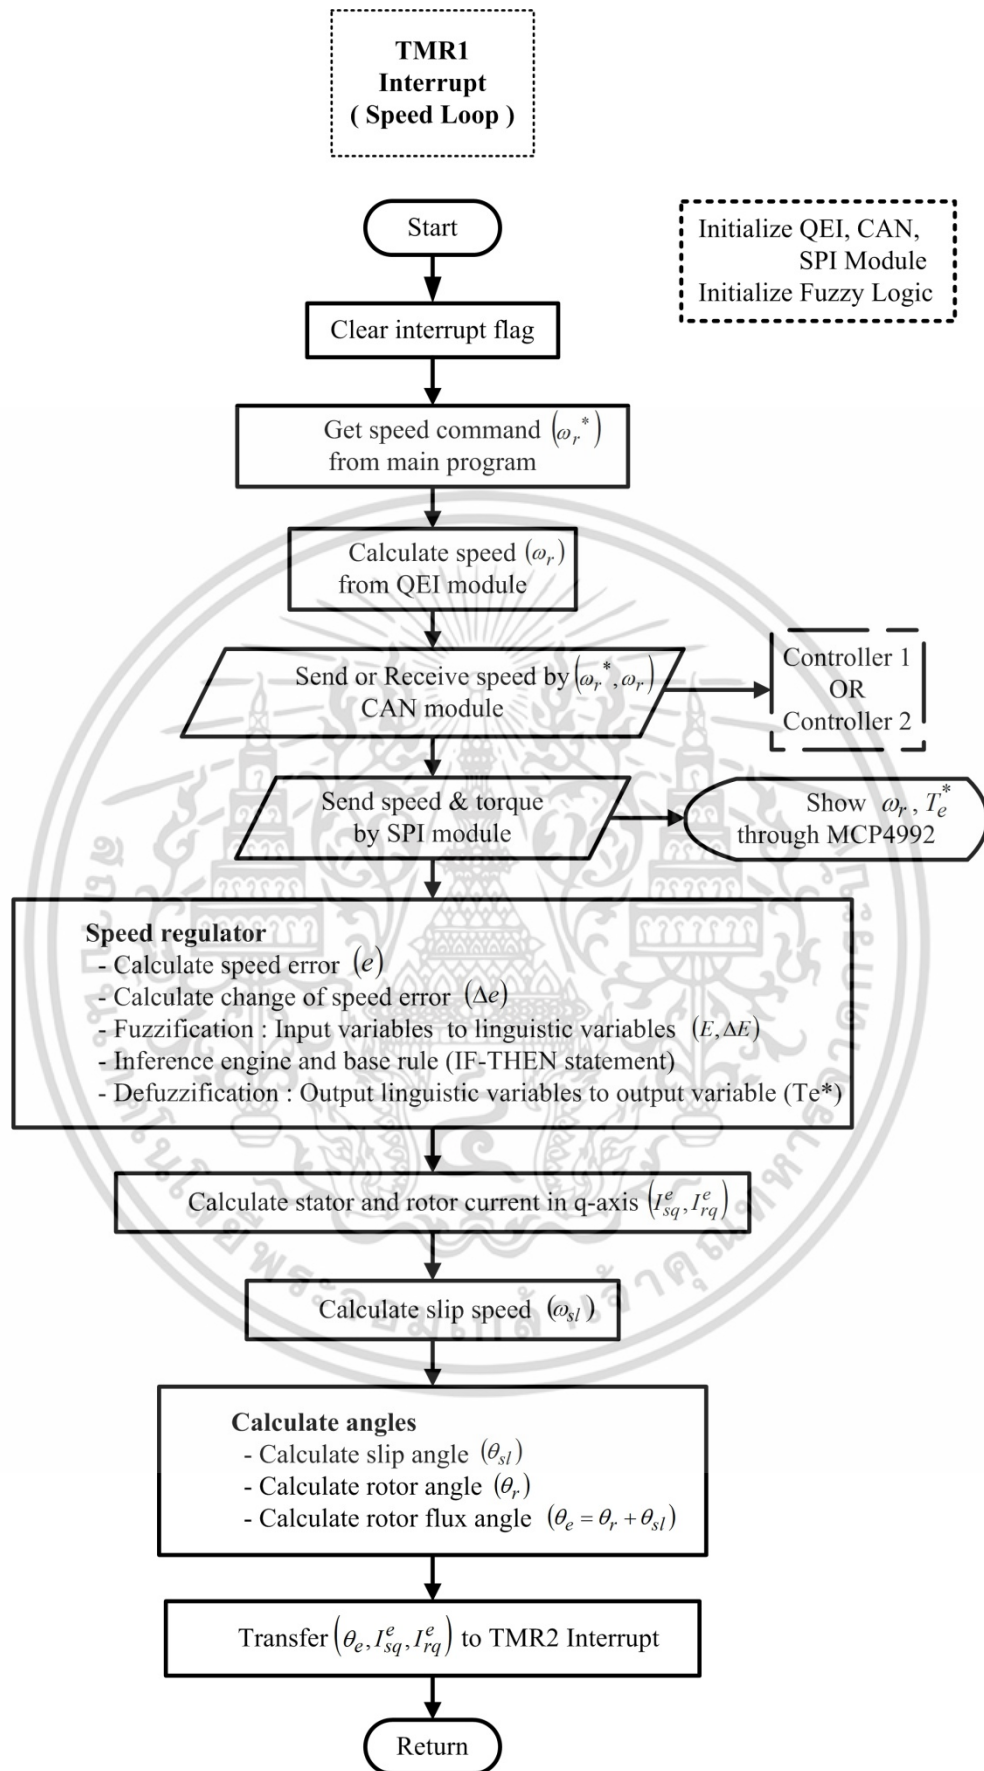 TMR1
Interrupt
( Speed Loop )
Start
Initialize QEI, CAN,
SPI Module
Initialize Fuzzy Logic
Clear interrupt flag
Get speed command (ωr*)
from main program
Calculate speed (ωr)
from QEI module
Send or Receive speed by (ωr*, ωr)
CAN module
Controller 1
OR
Controller 2
Send speed & torque
by SPI module
Show ωr, Te*
through MCP4992
Speed regulator
- Calculate speed error (e)
- Calculate change of speed error (Δe)
- Fuzzification : Input variables to linguistic variables (E, ΔE)
- Inference engine and base rule (IF-THEN statement)
- Defuzzification : Output linguistic variables to output variable (Te*)
Calculate stator and rotor current in q-axis (I_sq^e, I_rq^e)
Calculate slip speed (ωsl)
Calculate angles
- Calculate slip angle (θsl)
- Calculate rotor angle (θr)
- Calculate rotor flux angle (θe = θr + θsl)
Transfer (θe, I_sq^e, I_rq^e) to TMR2 Interrupt
Return